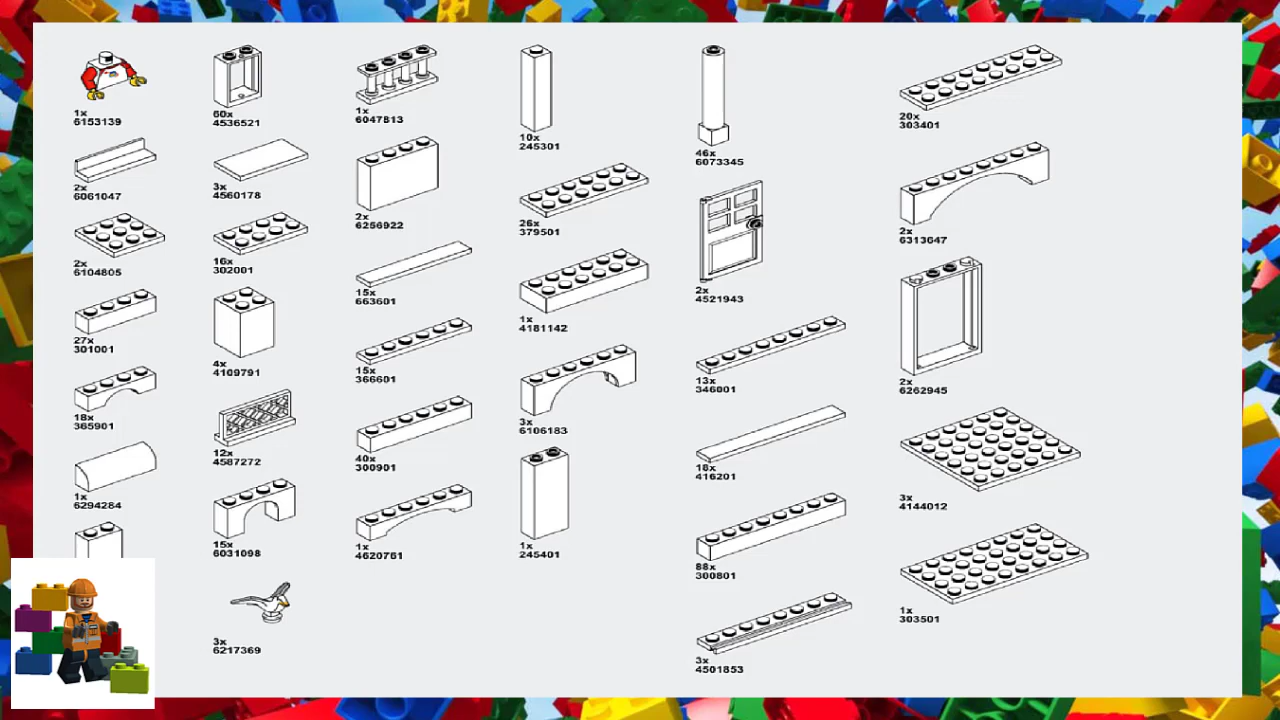 1x
6153139
2x
6061047
2x
6104805
27x
301001
18x
365901
1x
6294284
60x
4536521
3x
4560178
16x
302001
4x
4109791
12x
4587272
15x
6031098
3x
6217369
1x
6047813
2x
6256922
15x
663601
15x
366601
40x
300901
1x
4620761
10x
245301
26x
379501
1x
4181142
3x
6106183
1x
245401
46x
6073345
2x
4521943
13x
346001
18x
416201
88x
300801
3x
4501853
20x
303401
2x
6313647
2x
6262945
3x
4144012
1x
303501